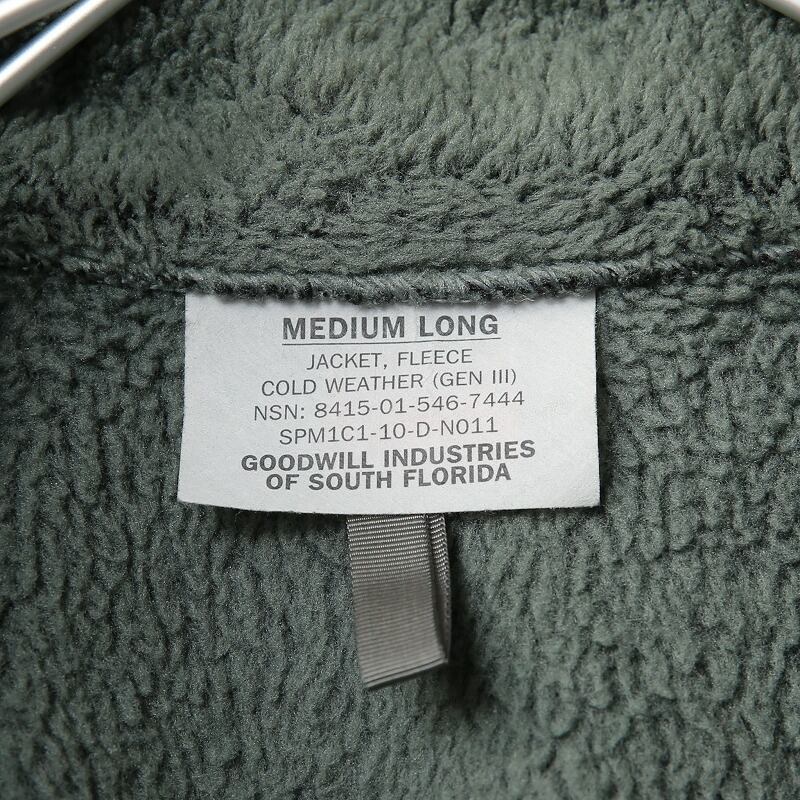 MEDIUM LONG
JACKET, FLEECE
COLD WEATHER (GEN III)
NSN: 8415-01-546-7444
SPM1C1-10-D-N011
GOODWILL INDUSTRIES
OF SOUTH FLORIDA